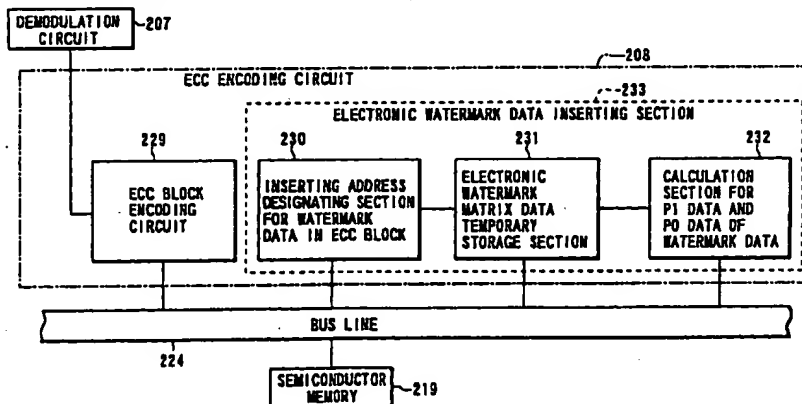 DEMODULATION
CIRCUIT
207
208
ECC ENCODING CIRCUIT
233
ELECTRONIC WATERMARK DATA INSERTING SECTION
229
ECC BLOCK
ENCODING
CIRCUIT
230
INSERTING ADDRESS
DESIGNATING SECTION
FOR WATERMARK
DATA IN ECC BLOCK
231
ELECTRONIC
WATERMARK
MATRIX DATA
TEMPORARY
STORAGE SECTION
232
CALCULATION
SECTION FOR
PI DATA AND
PO DATA OF
WATERMARK DATA
BUS LINE
224
SEMICONDUCTOR
MEMORY
219